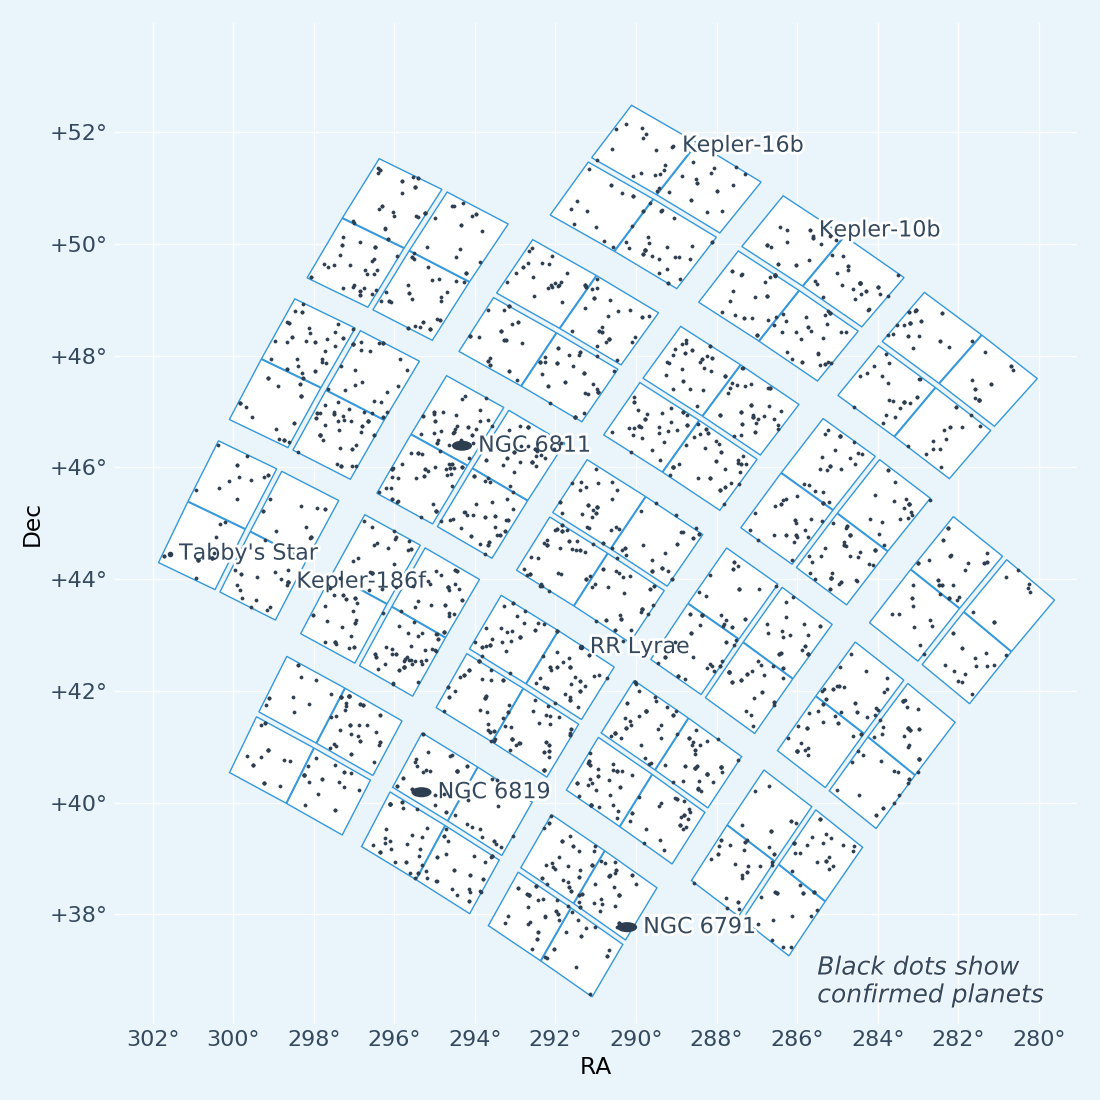 +52°
Kepler-16b
+50°
Kepler-10b
+48°
+46°
NGC 6811
Dec
Tabby's Star
+44°
Kepler-186f
RR Lyrae
+42°
+40°
NGC 6819
+38°
NGC 6791
Black dots show
confirmed planets
302° 300° 298° 296° 294° 292° 290° 288° 286° 284° 282° 280°
RA